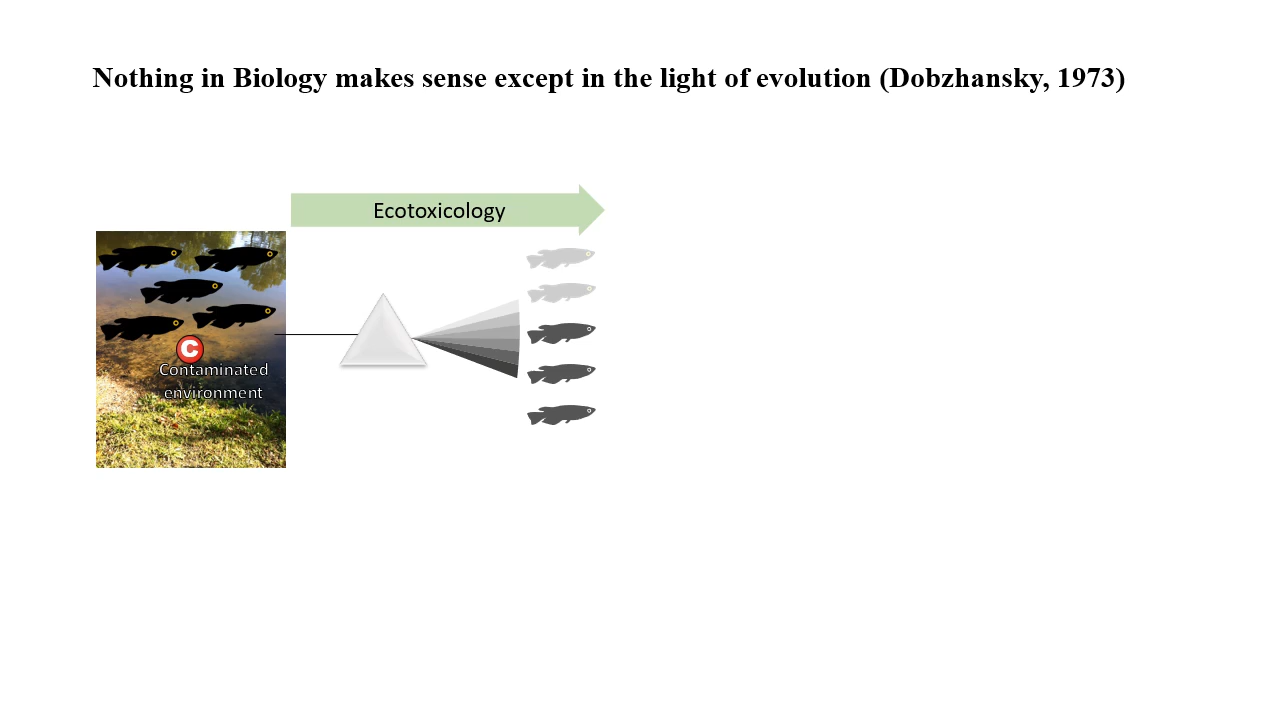 Nothing in Biology makes sense except in the light of evolution (Dobzhansky, 1973)
Ecotoxicology
C
Contaminated
environment